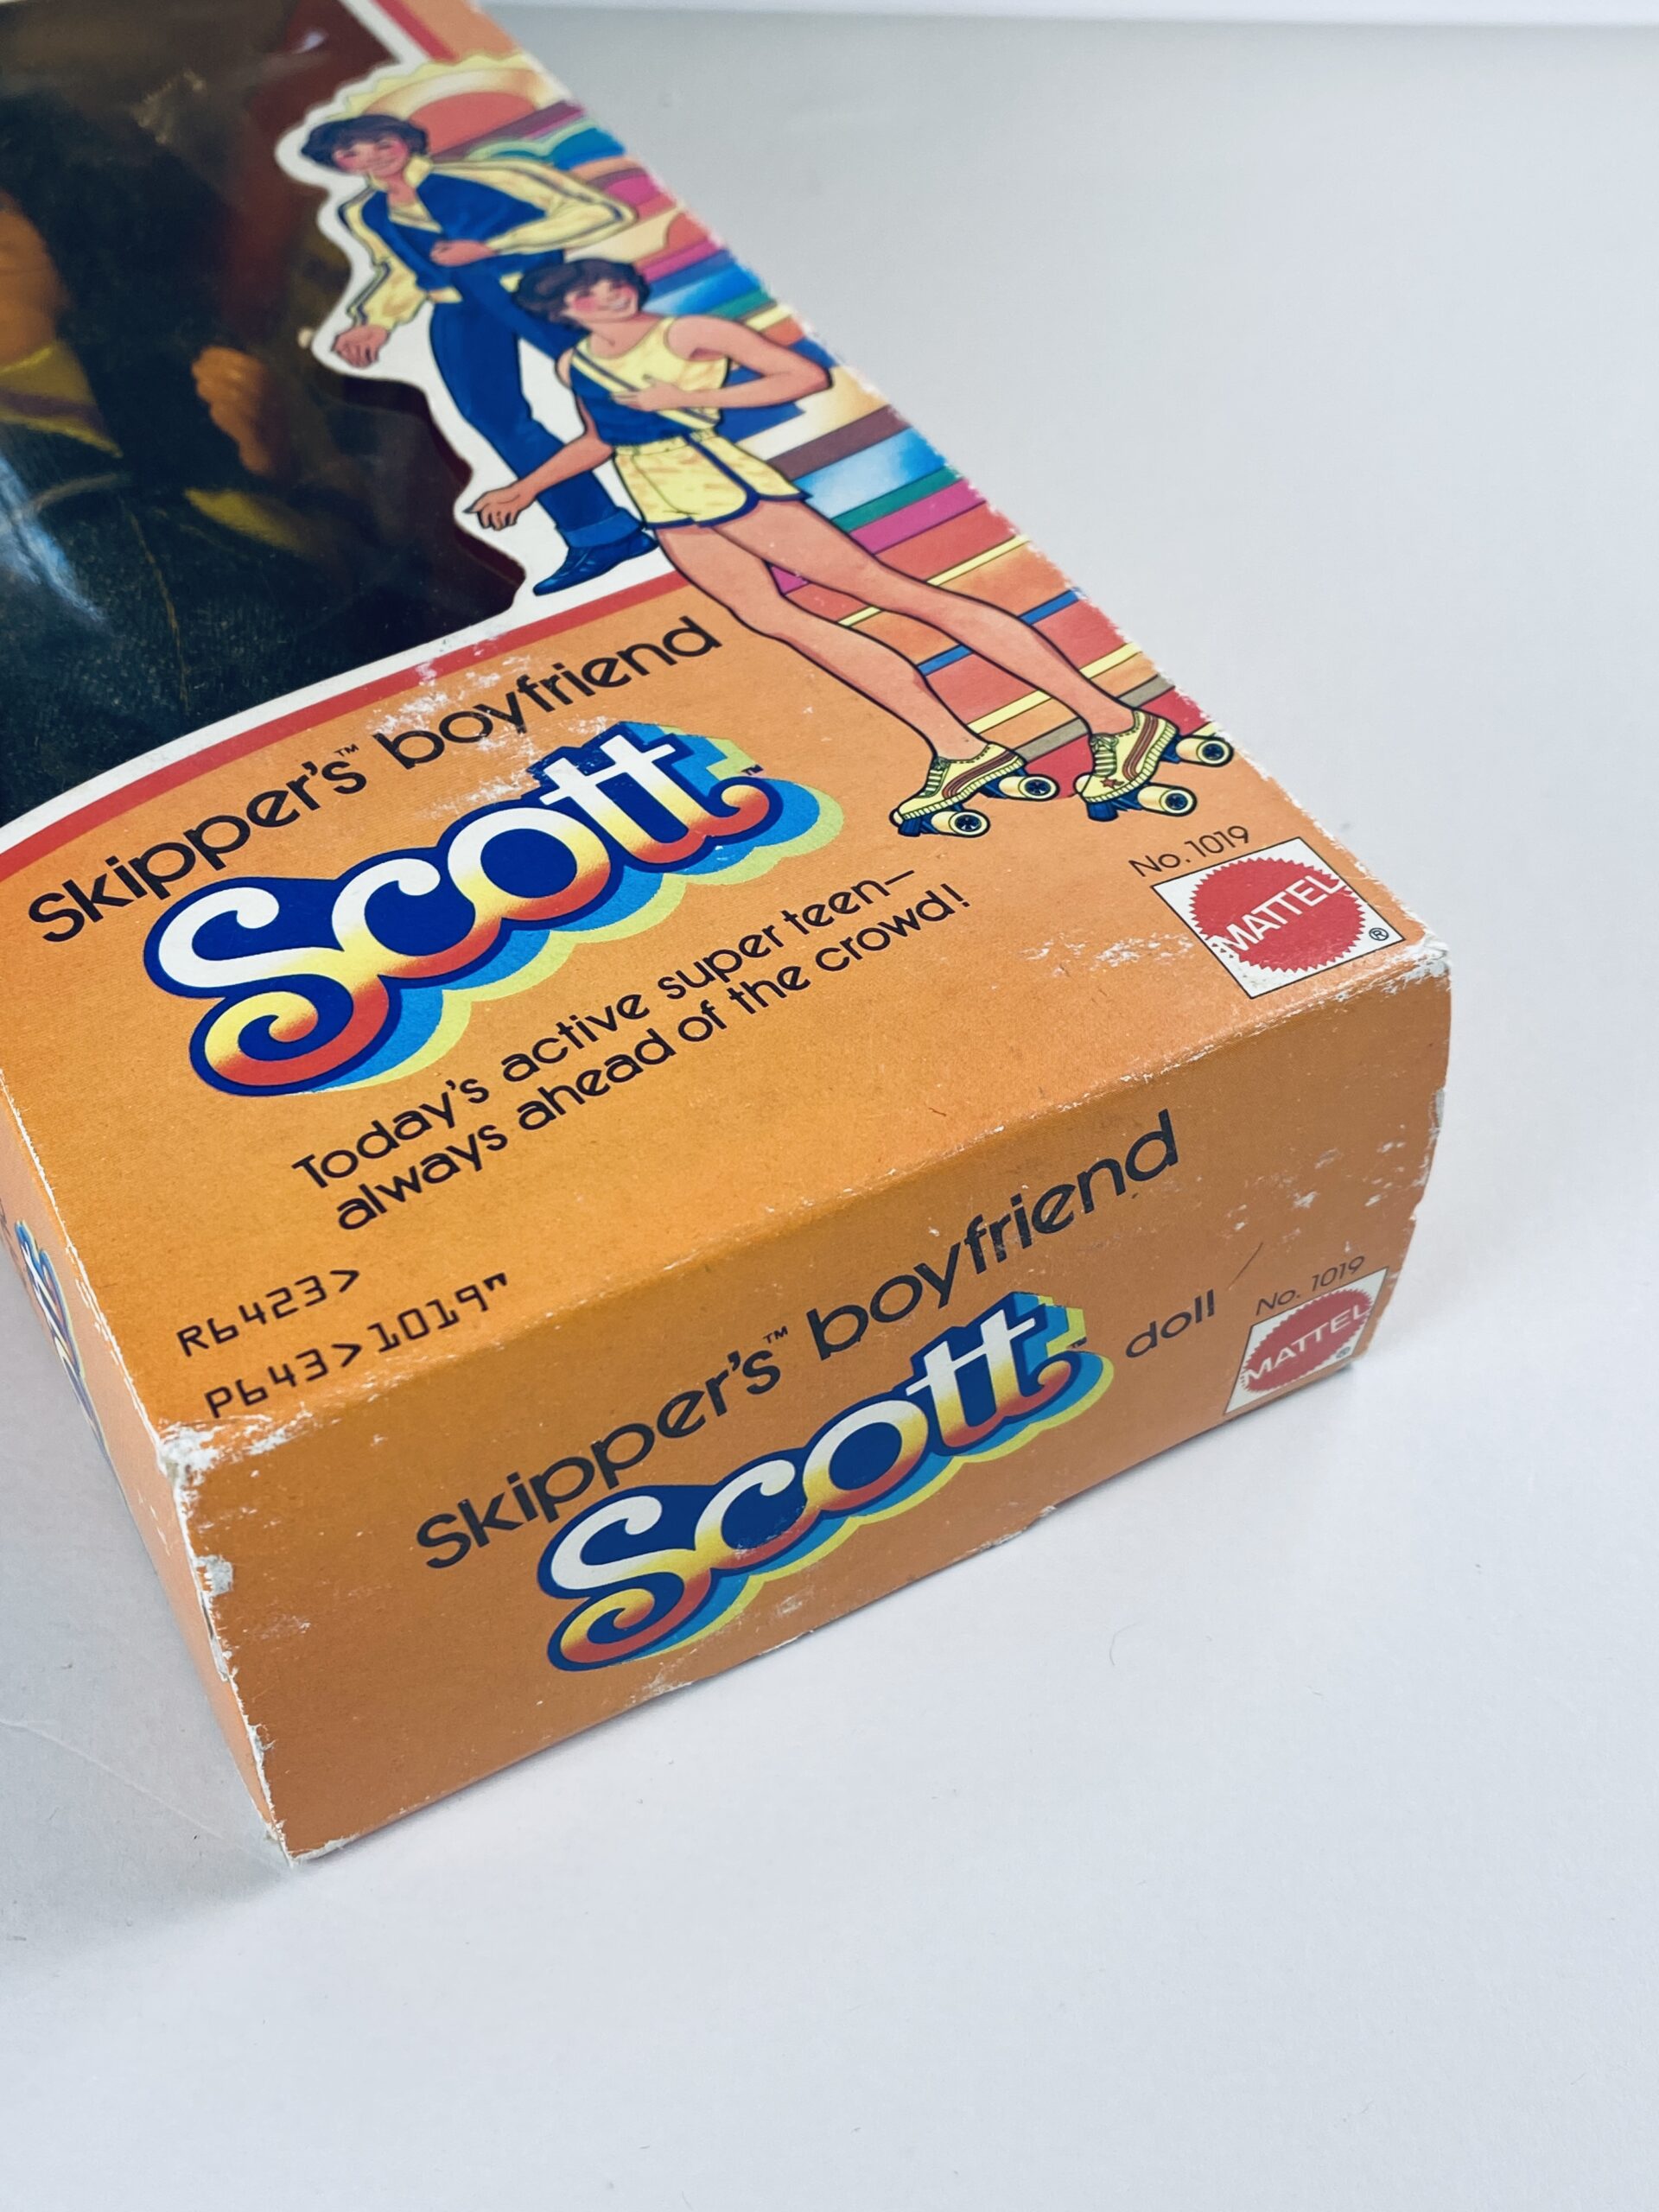 Skipper's™ boyfriend
Scott™
Today's active super teen—
always ahead of the crowd!
No. 1019
MATTEL®
R6423>
P643>1019"
Skipper's™ boyfriend
Scott™ doll
No. 1019
MATTEL®